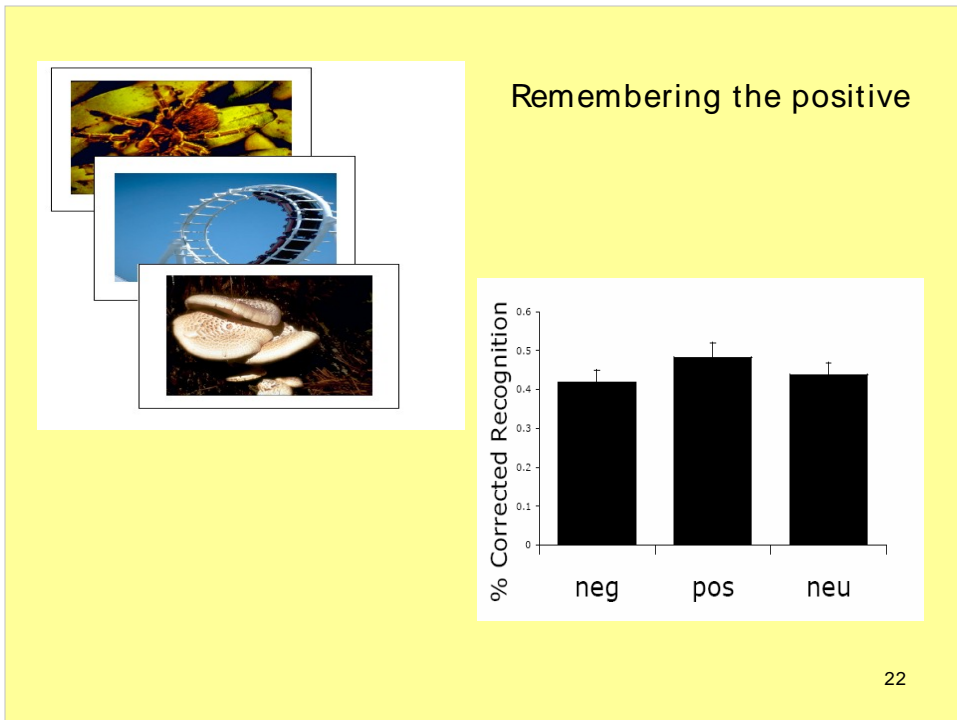 Remembering the positive
% Corrected Recognition
0.6
0.5
0.4
0.3
0.2
0.1
0
neg pos neu
22